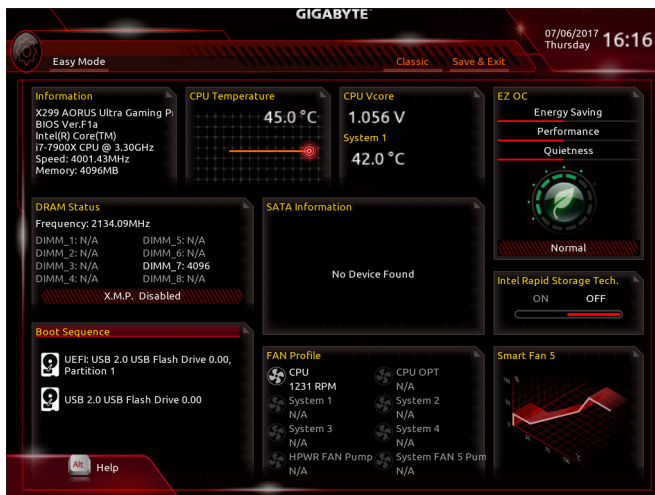 GIGABYTE™
07/06/2017
Thursday
16:16
Easy Mode
Classic
Save & Exit
Information
X299 AORUS Ultra Gaming P
BIOS Ver.F1a
Intel(R) Core(TM)
i7-7900X CPU @ 3.30GHz
Speed: 4001.43MHz
Memory: 4096MB
CPU Temperature
45.0 °C
CPU Vcore
1.056 V
System 1
42.0 °C
EZ OC
Energy Saving
Performance
Quietness
Normal
DRAM Status
Frequency: 2134.09MHz
DIMM_1: N/A
DIMM_5: N/A
DIMM_2: N/A
DIMM_6: N/A
DIMM_3: N/A
DIMM_7: 4096
DIMM_4: N/A
DIMM_8: N/A
X.M.P. Disabled
SATA Information
No Device Found
Intel Rapid Storage Tech.
ON
OFF
Boot Sequence
UEFI: USB 2.0 USB Flash Drive 0.00,
Partition 1
USB 2.0 USB Flash Drive 0.00
FAN Profile
CPU
1231 RPM
CPU OPT
N/A
System 1
N/A
System 2
N/A
System 3
N/A
System 4
N/A
HPWR FAN Pump
N/A
System FAN 5 Pum
N/A
Smart Fan 5
°C
Alt
Help